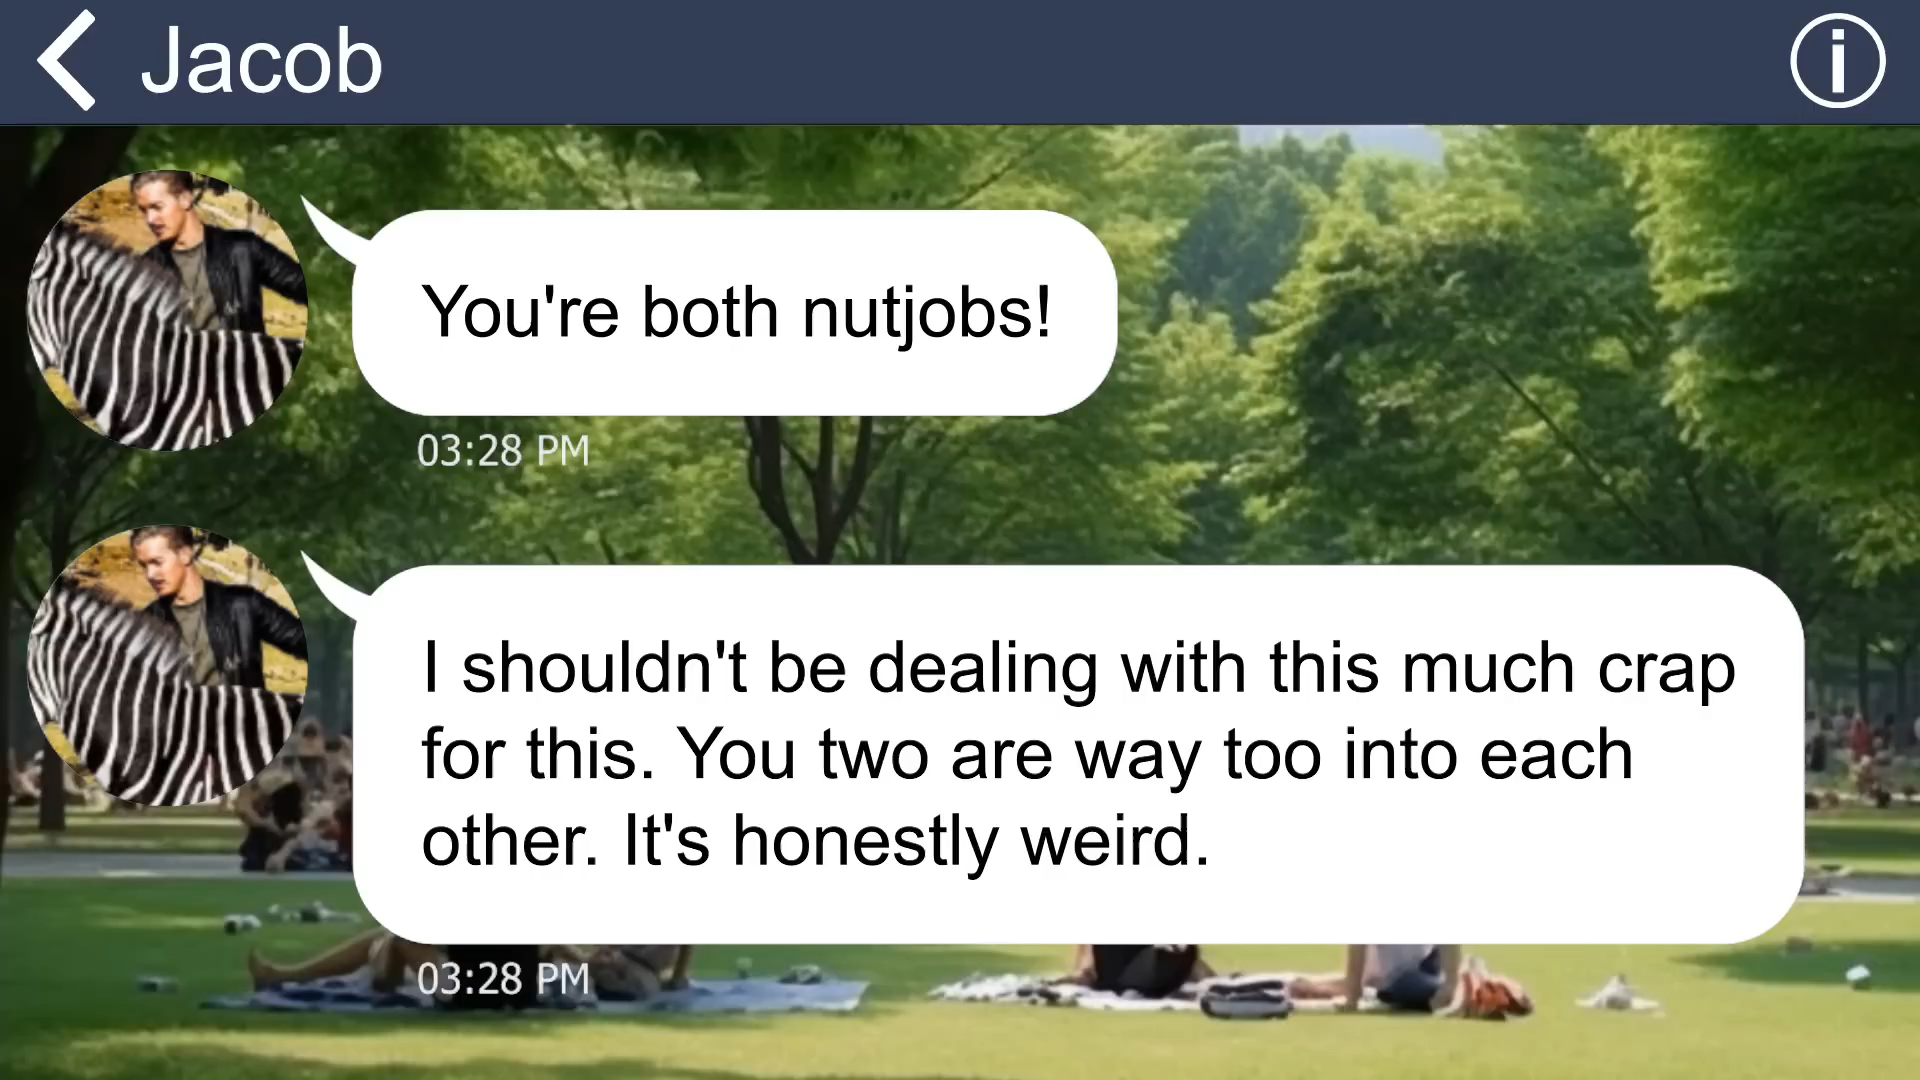 Jacob
You're both nutjobs!
03:28 PM
I shouldn't be dealing with this much crap
for this. You two are way too into each
other. It's honestly weird.
03:28 PM